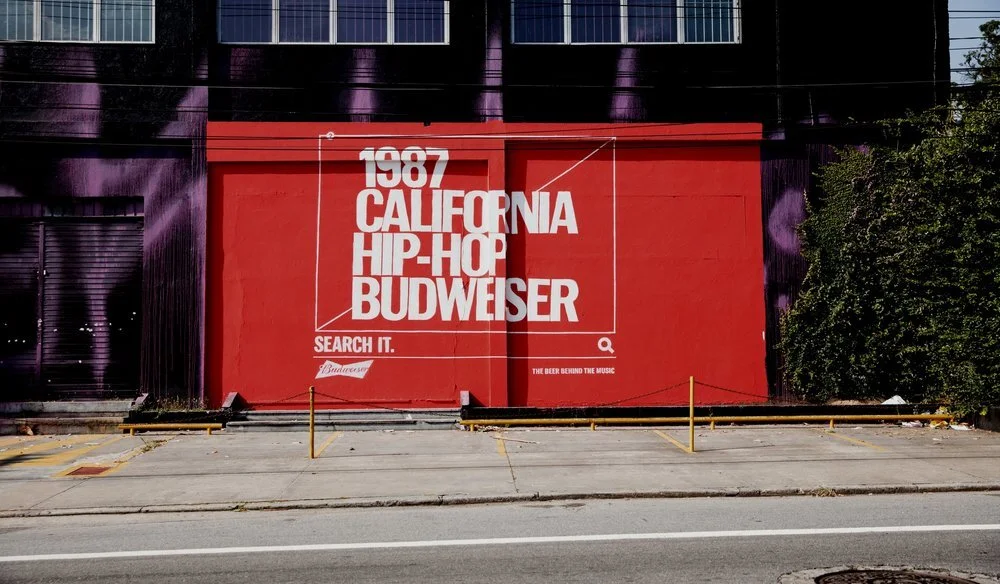 1987
CALIFORNIA
HIP-HOP
BUDWEISER
SEARCH IT.
Budweiser
THE BEER BEHIND THE MUSIC